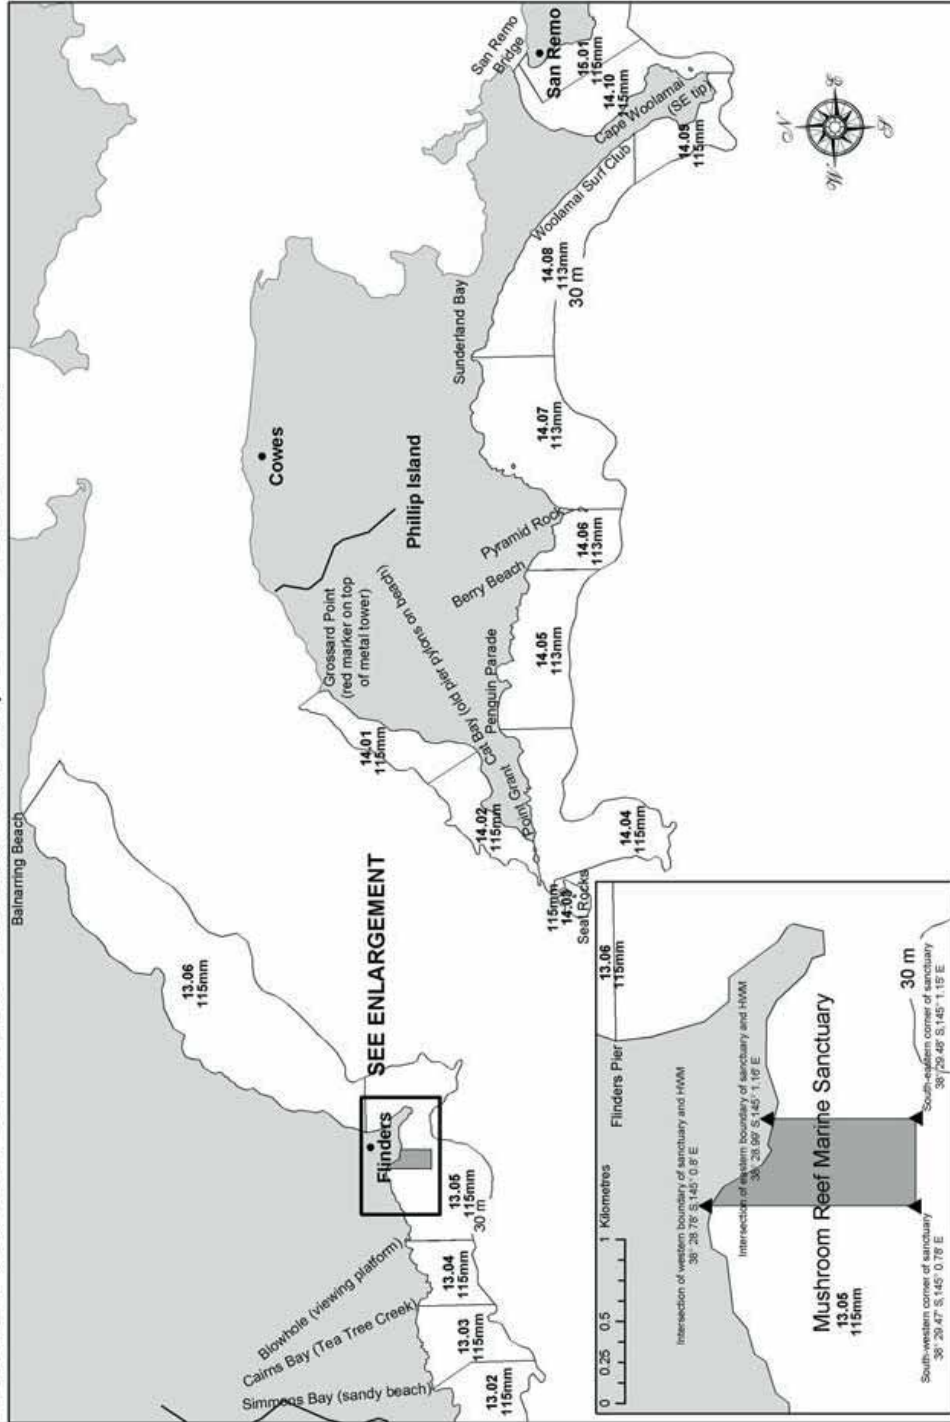 Balnarring Beach
13.06
115mm
SEE ENLARGEMENT
Flinders
13.05
115mm
30 m
Blowhole (viewing platform)
13.04
115mm
Cairns Bay (Tea Tree Creek)
13.03
115mm
Simmons Bay (sandy beach)
13.02
115mm
Cowes
Phillip Island
Grossard Point
(red marker on top
of metal tower)
14.01
115mm
Cat Bay (old pier pylons on beach)
14.02
115mm
Point Grant
115mm
14.03
Seal Rocks
14.04
115mm
Penguin Parade
14.05
113mm
Berry Beach
Pyramid Rock
14.06
113mm
14.07
113mm
Sunderland Bay
14.08
113mm
30 m
Woolamai Surf Club
14.09
115mm
Cape Woolamai
(SE tip)
14.10
115mm
15.01
115mm
San Remo
San Remo
Bridge
N
E
S
W
0 0.25 0.5 1 Kilometres
Flinders Pier
13.06
115mm
Intersection of western boundary of sanctuary and HWM
38° 28.78' S,145° 0.8' E
Intersection of eastern boundary of sanctuary and HWM
38° 28.99' S,145° 1.16' E
Mushroom Reef Marine Sanctuary
13.05
115mm
30 m
South-western corner of sanctuary
38° 29.47' S,145° 0.78' E
South-eastern corner of sanctuary
38° 29.48' S,145° 1.15' E